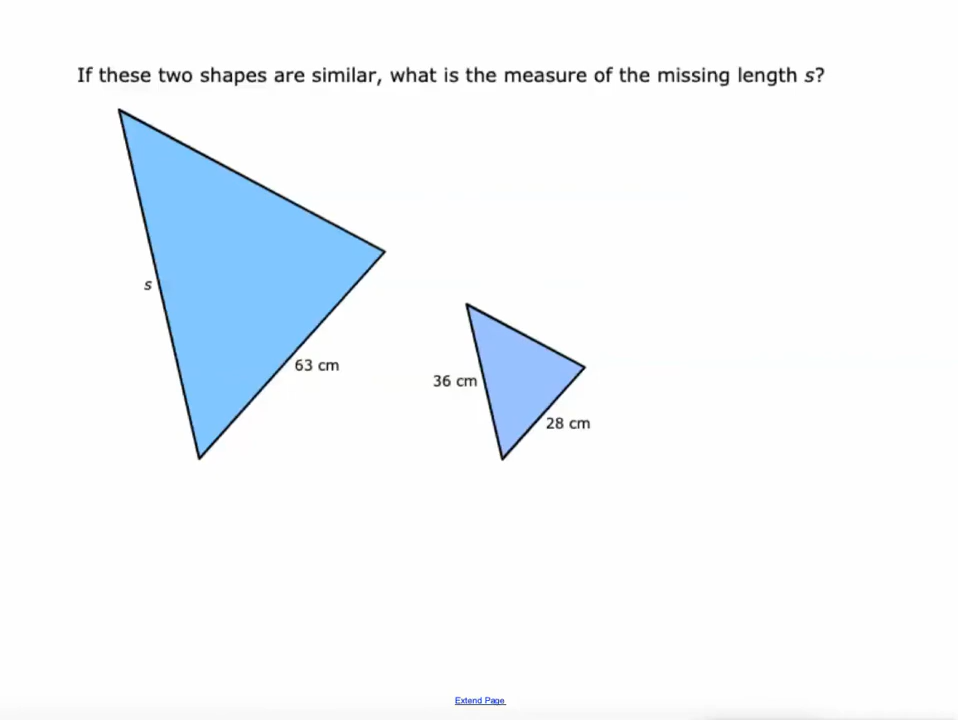 If these two shapes are similar, what is the measure of the missing length s?
s
63 cm
36 cm
28 cm
Extend Page